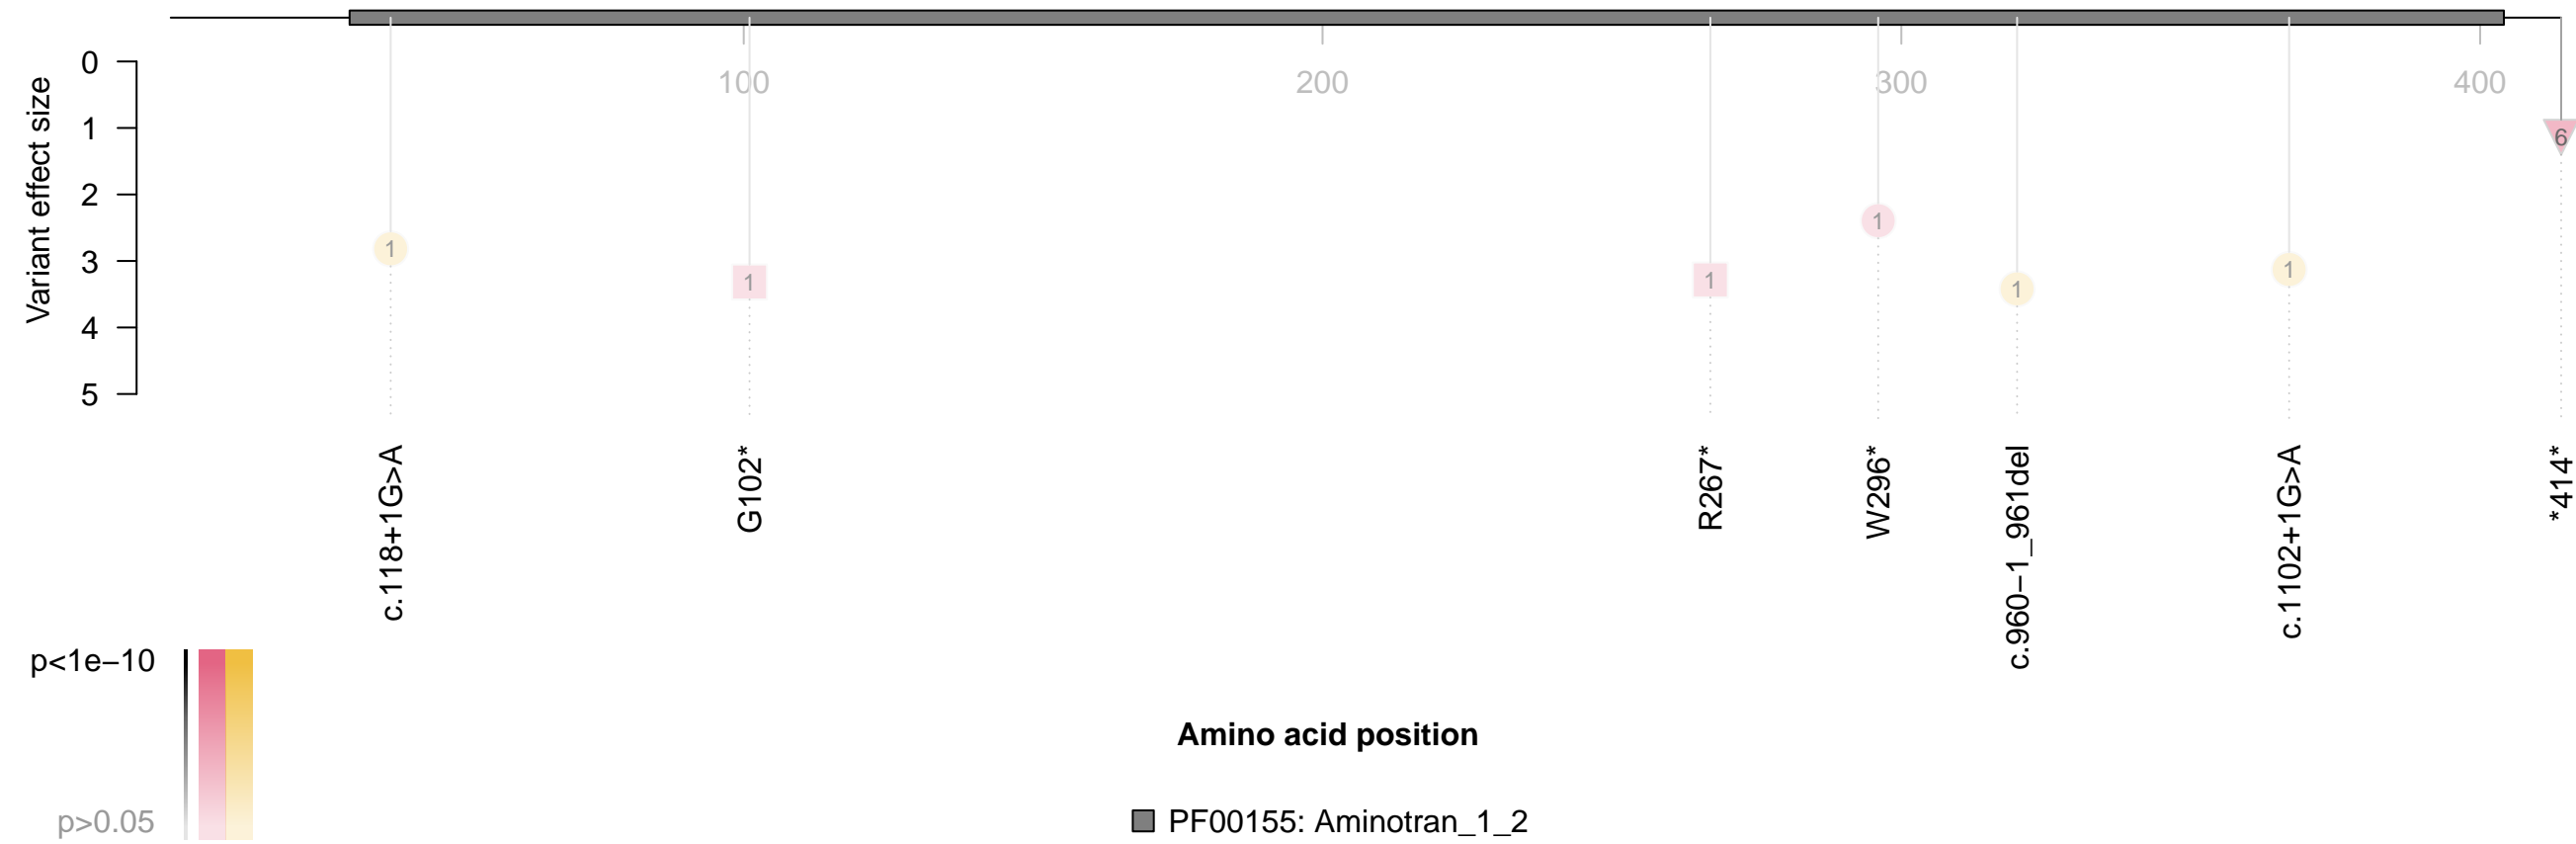 Variant effect size
0
1
2
3
4
5
100
200
300
400
1
1
1
1
1
1
6
c.118+1G>A
G102*
R267*
W296*
c.960−1_961del
c.1102+1G>A
*414*
p<1e−10
p>0.05
Amino acid position
PF00155: Aminotran_1_2